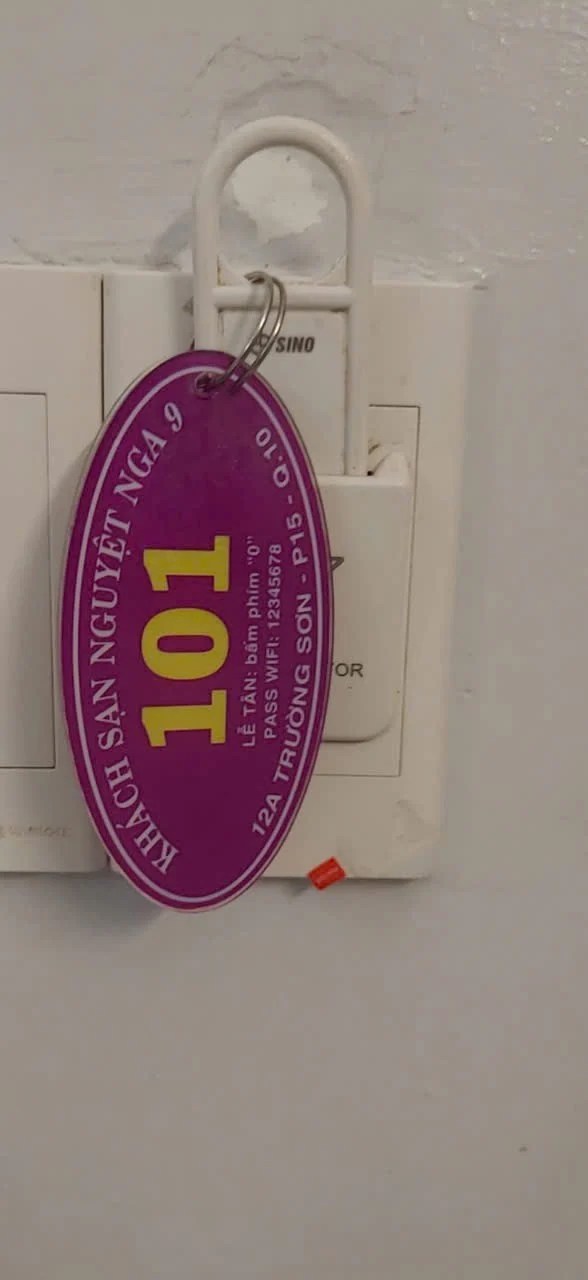 SINO
KHÁCH SẠN NGUYỆT NGA 9
101
LỄ TÂN: bấm phím "0"
PASS WIFI: 12345678
12A TRƯỜNG SƠN - P15 - Q.10